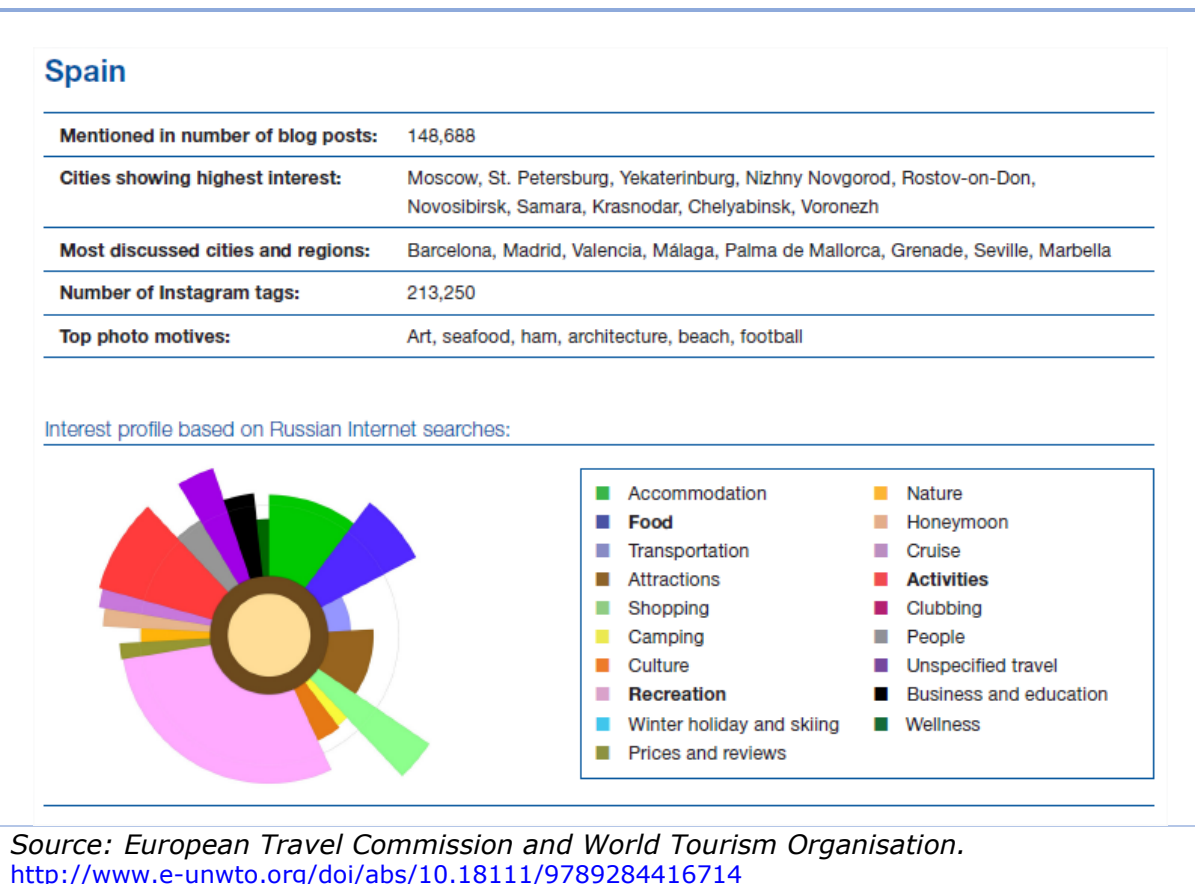 Spain
Mentioned in number of blog posts: 148,688
Cities showing highest interest: Moscow, St. Petersburg, Yekaterinburg, Nizhny Novgorod, Rostov-on-Don,
Novosibirsk, Samara, Krasnodar, Chelyabinsk, Voronezh
Most discussed cities and regions: Barcelona, Madrid, Valencia, Málaga, Palma de Mallorca, Grenade, Seville, Marbella
Number of Instagram tags: 213,250
Top photo motives: Art, seafood, ham, architecture, beach, football
Interest profile based on Russian Internet searches:
Accommodation
Food
Transportation
Attractions
Shopping
Camping
Culture
Recreation
Winter holiday and skiing
Prices and reviews
Nature
Honeymoon
Cruise
Activities
Clubbing
People
Unspecified travel
Business and education
Wellness
Source: European Travel Commission and World Tourism Organisation.
http://www.e-unwto.org/doi/abs/10.18111/9789284416714